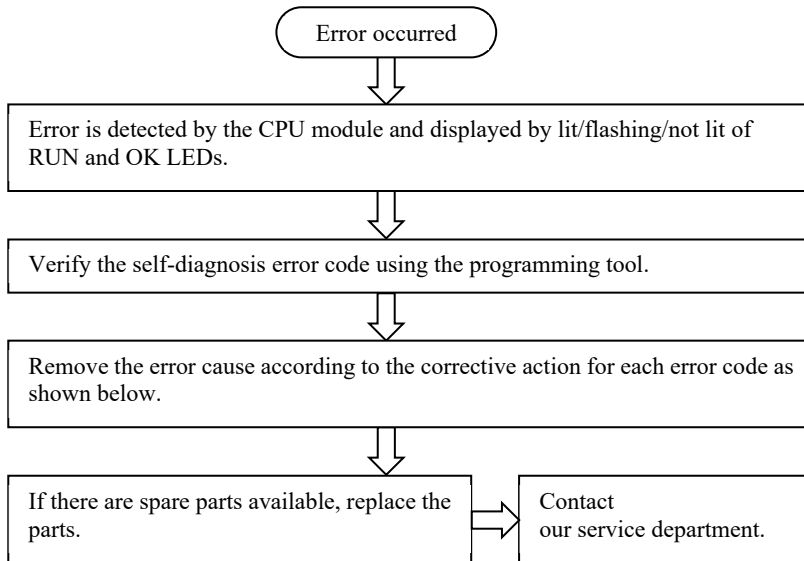 Error occurred
Error is detected by the CPU module and displayed by lit/flashing/not lit of
RUN and OK LEDs.
Verify the self-diagnosis error code using the programming tool.
Remove the error cause according to the corrective action for each error code as
shown below.
If there are spare parts available, replace the
parts.
Contact
our service department.